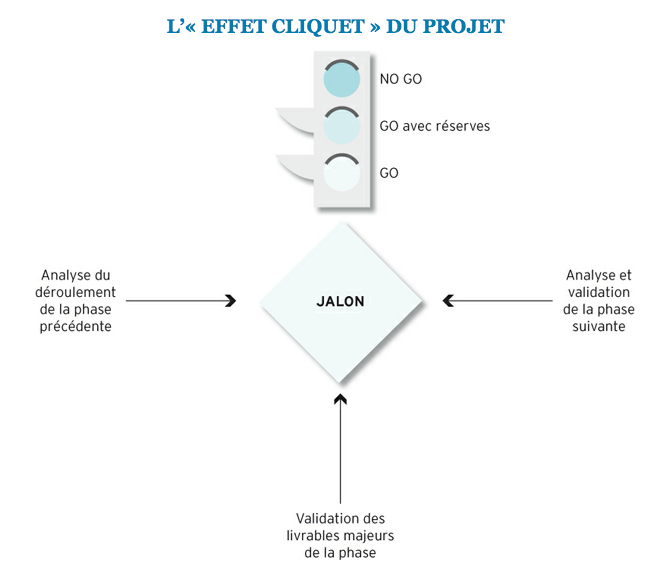 L’« EFFET CLIQUET » DU PROJET
NO GO
GO avec réserves
GO
Analyse du
déroulement
de la phase
précédente
JALON
Analyse et
validation
de la phase
suivante
Validation des
livrables majeurs
de la phase